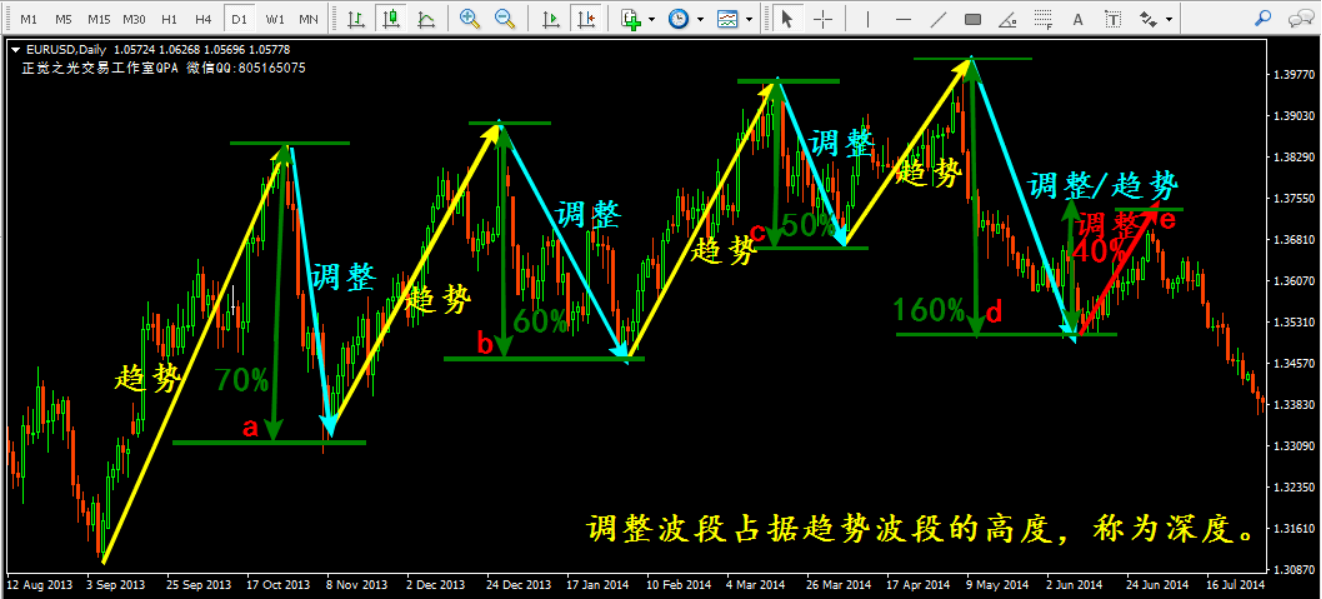 M1 M5 M15 M30 H1 H4 D1 W1 MN
EURUSD,Daily 1.05724 1.06268 1.05696 1.05778
正觉之光交易工作室QPA 微信QQ:805165075
1.39770
1.39030
1.38290
1.37550
1.36810
1.36070
1.35310
1.34570
1.33830
1.33090
1.32350
1.31610
1.30870
趋势
70%
a
调整
趋势
b
60%
调整
趋势
c 50%
调整
趋势
160% d
调整/趋势
调整
40%
e
调整波段占据趋势波段的高度，称为深度。
12 Aug 2013 3 Sep 2013 25 Sep 2013 17 Oct 2013 8 Nov 2013 2 Dec 2013 24 Dec 2013 17 Jan 2014 10 Feb 2014 4 Mar 2014 26 Mar 2014 17 Apr 2014 9 May 2014 2 Jun 2014 24 Jun 2014 16 Jul 2014